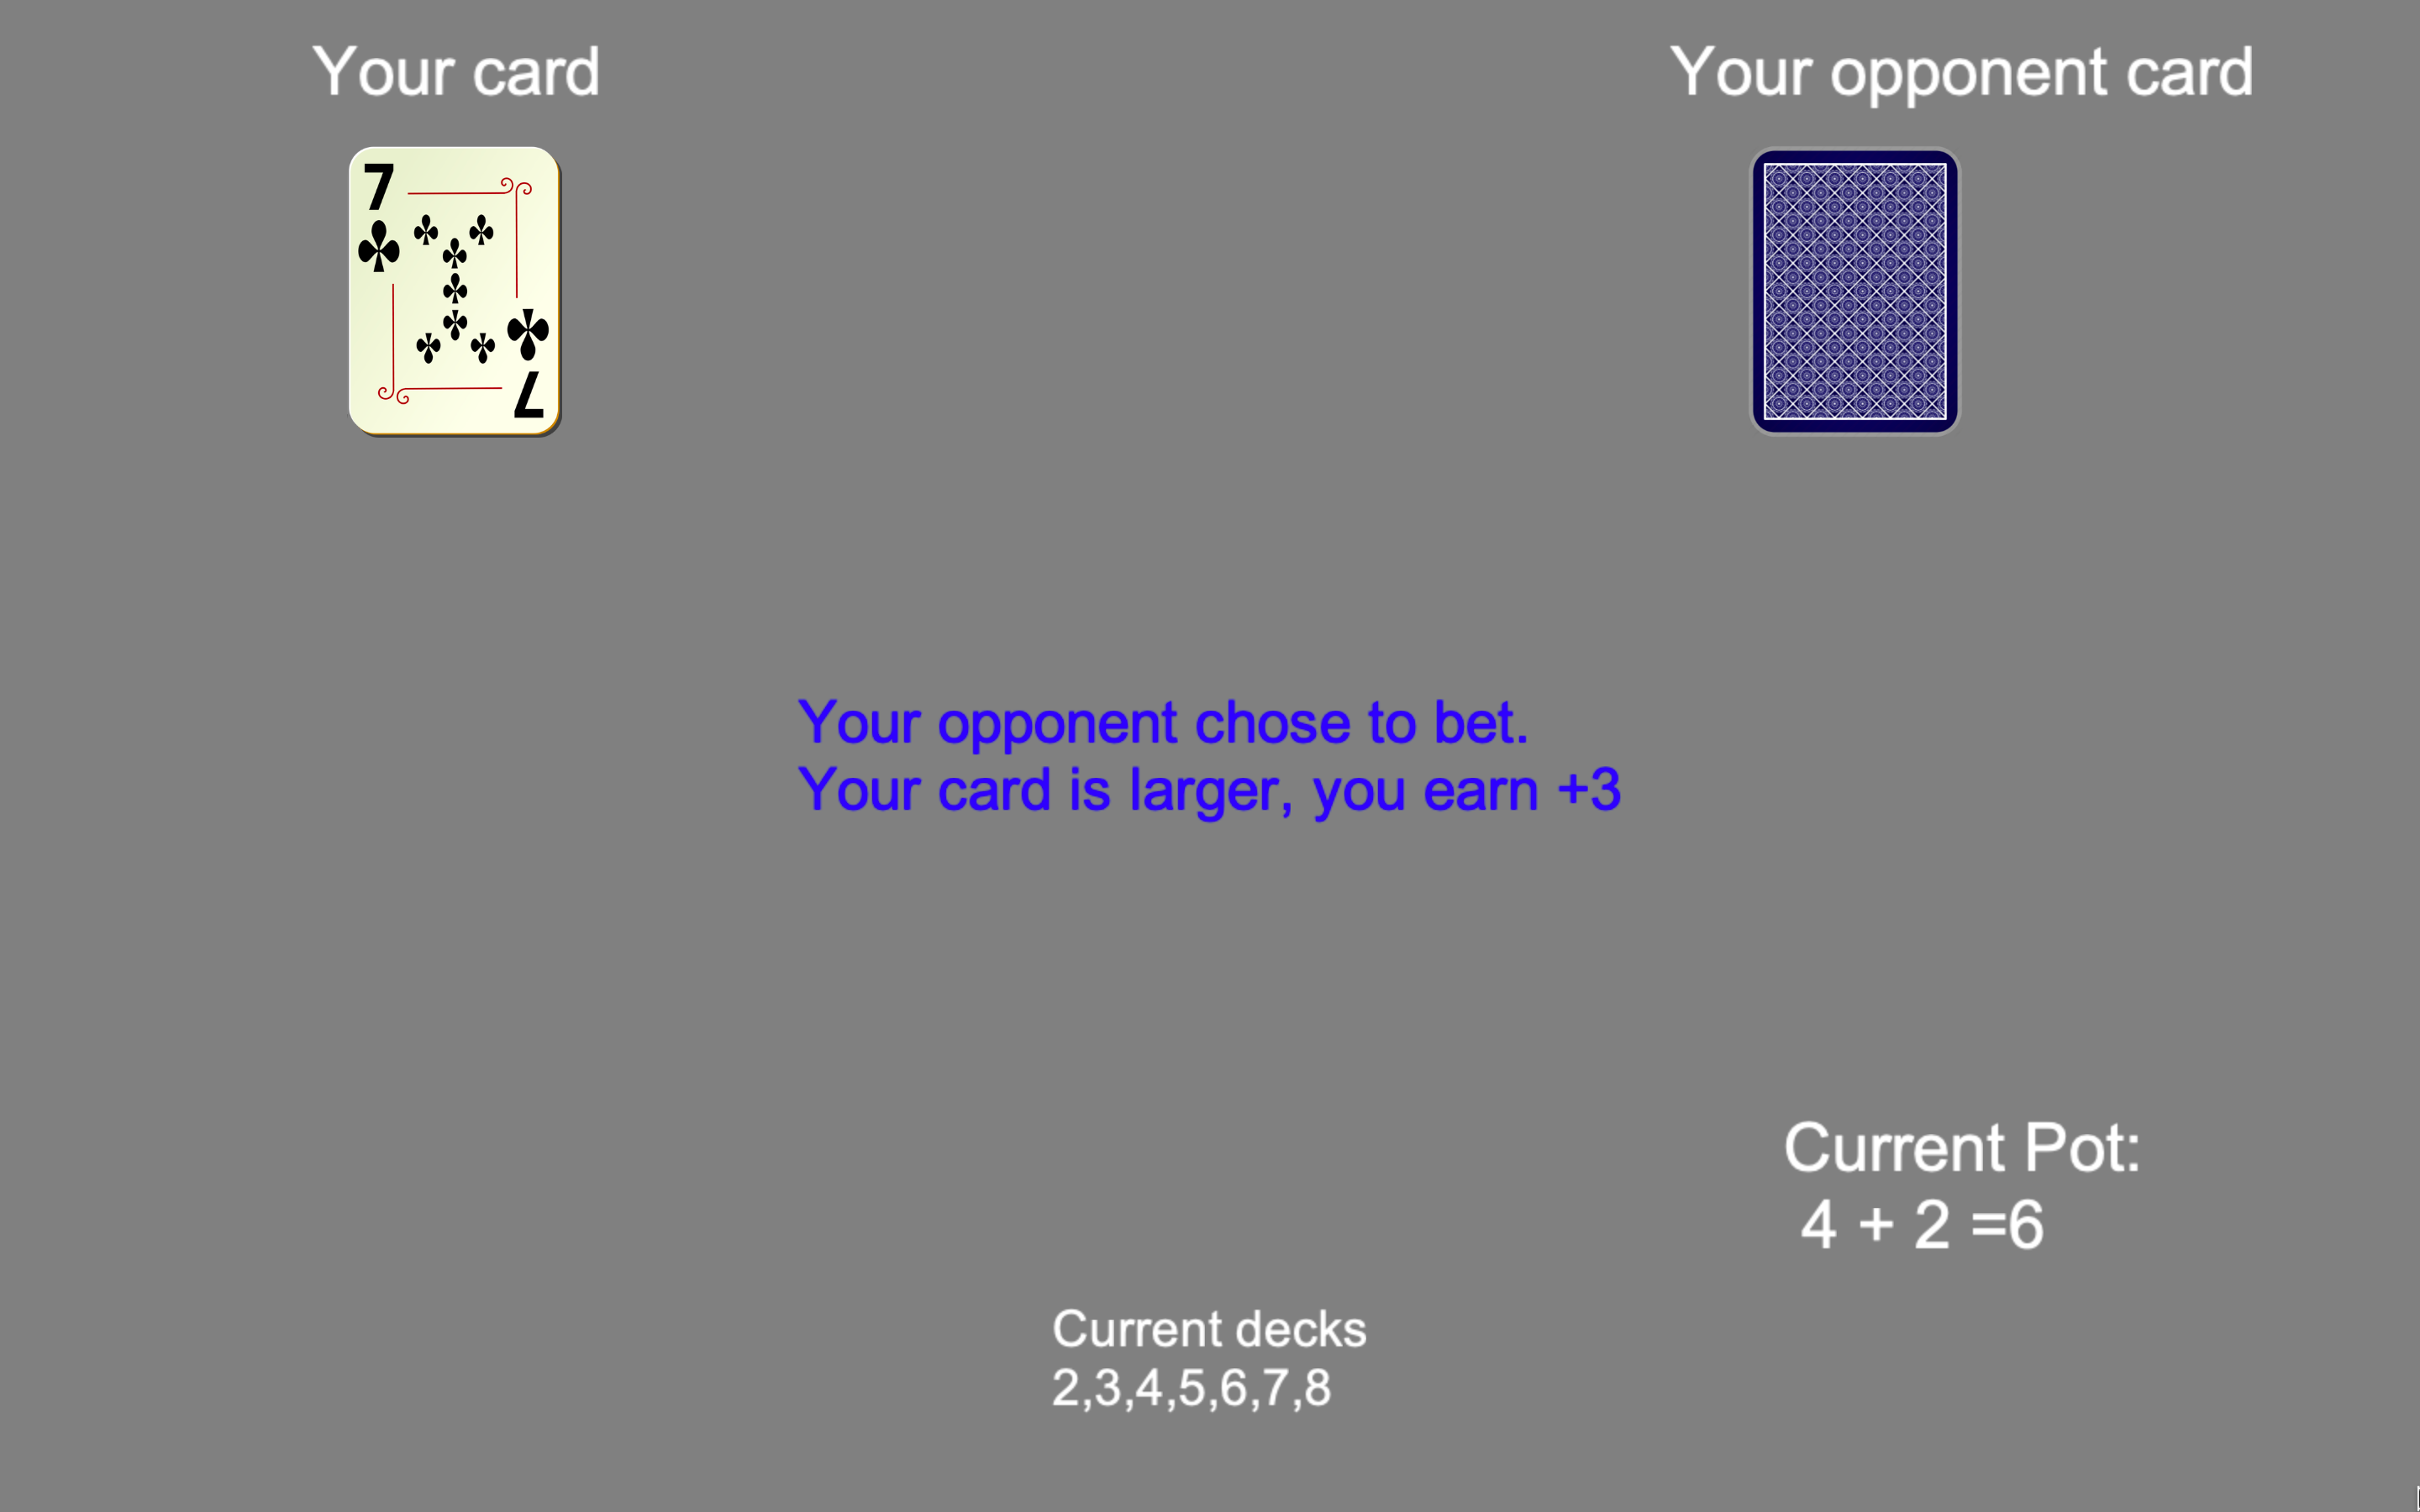 Your card
Your opponent card
7
7
Your opponent chose to bet.
Your card is larger, you earn +3
Current Pot:
4 + 2 =6
Current decks
2,3,4,5,6,7,8